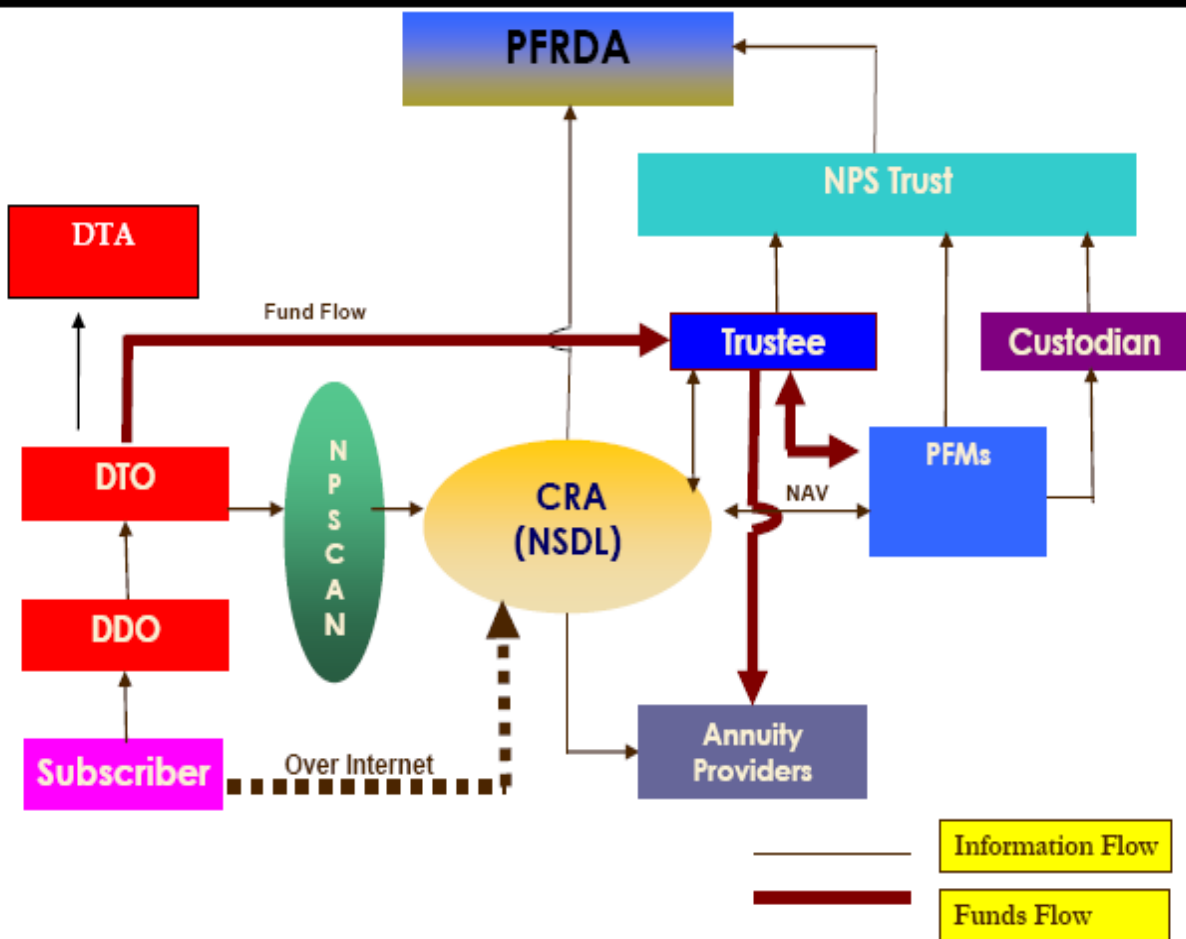 PFRDA
NPS Trust
DTA
Fund Flow
Trustee
Custodian
DTO
N
P
S
C
A
N
CRA
(NSDL)
NAV
PFMs
DDO
Subscriber
Over Internet
Annuity
Providers
Information Flow
Funds Flow